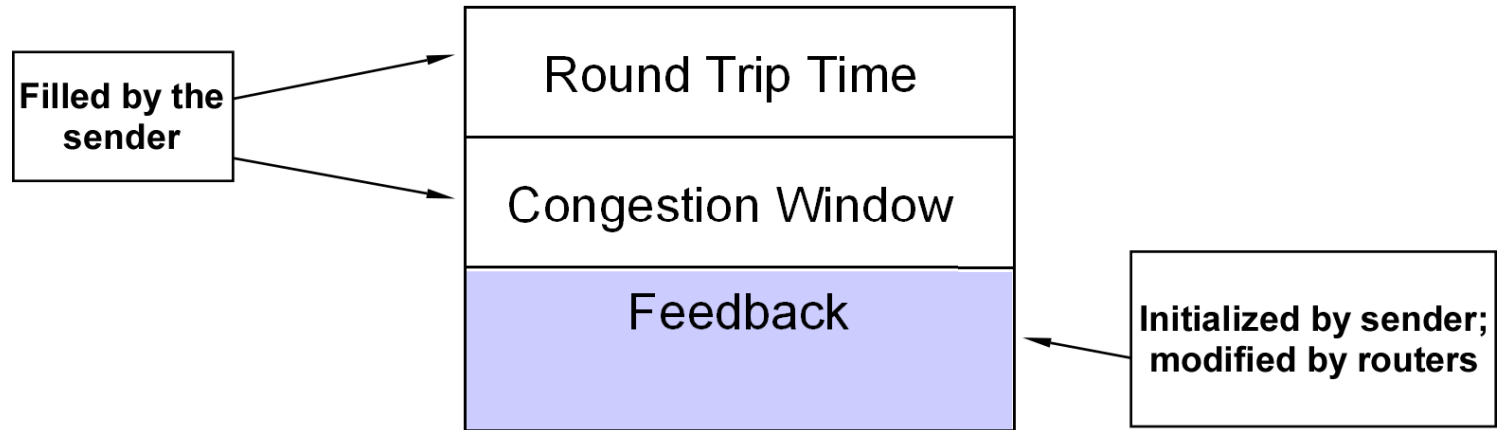 Round Trip Time
Filled by the
sender
Congestion Window
Feedback
Initialized by sender;
modified by routers